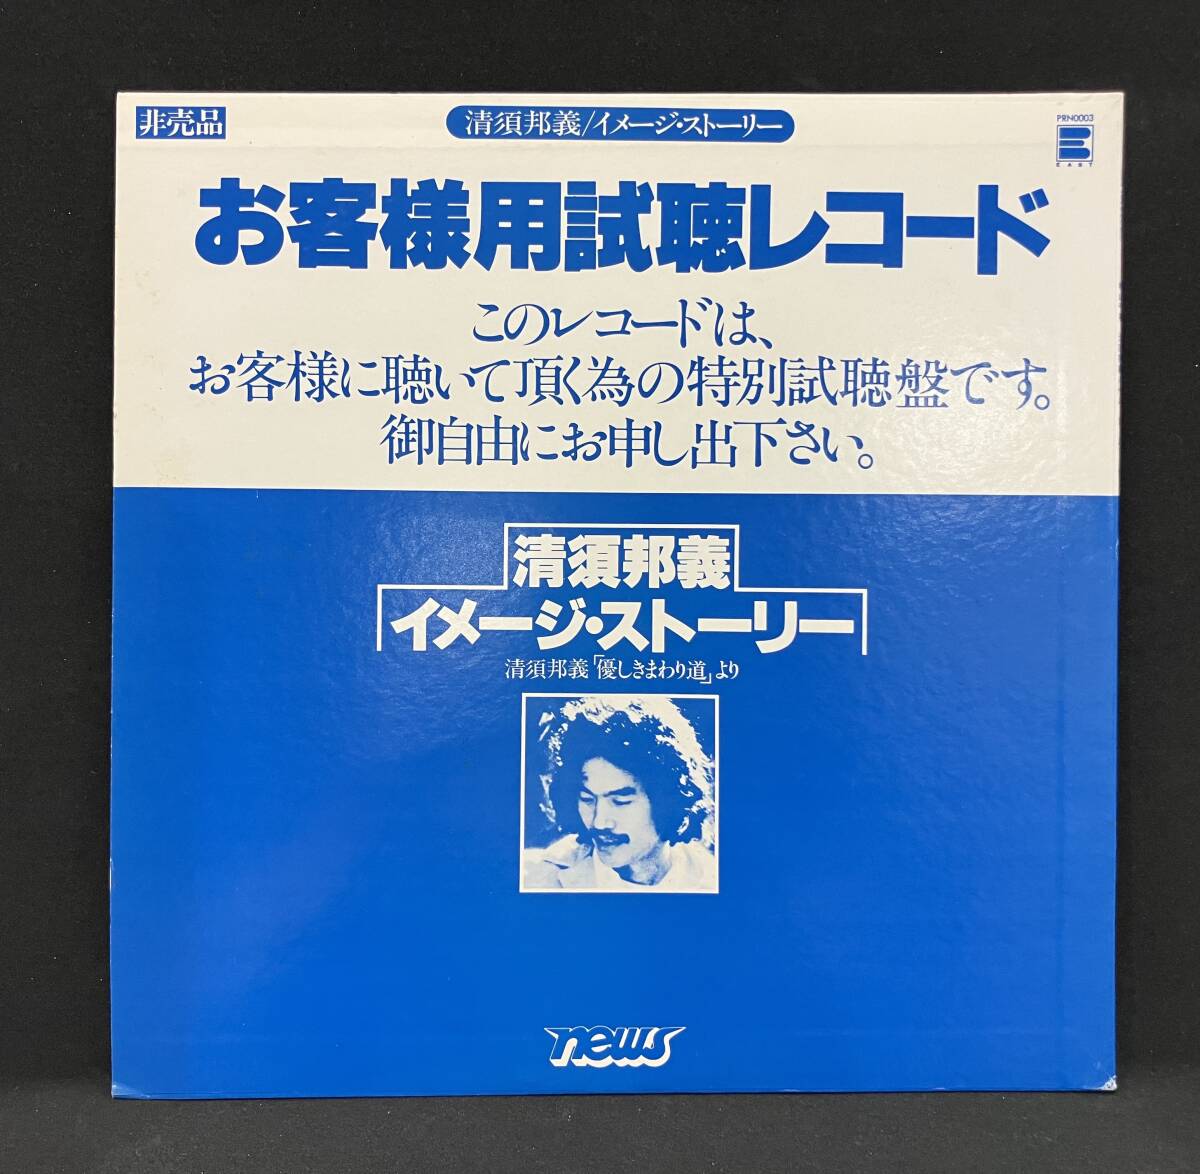 非売品
清須邦義/イメージ・ストーリー
PRN0003
EAST
お客様用試聴レコード
このレコードは、
お客様に聴いて頂く為の特別試聴盤です。
御自由にお申し出下さい。
清須邦義
イメージ・ストーリー
清須邦義「優しきまわり道」より
news